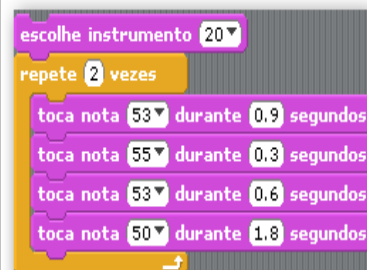 escolhe instrumento 20
repete 2 vezes
toca nota 53 durante 0.9 segundos
toca nota 55 durante 0.3 segundos
toca nota 53 durante 0.6 segundos
toca nota 50 durante 1.8 segundos